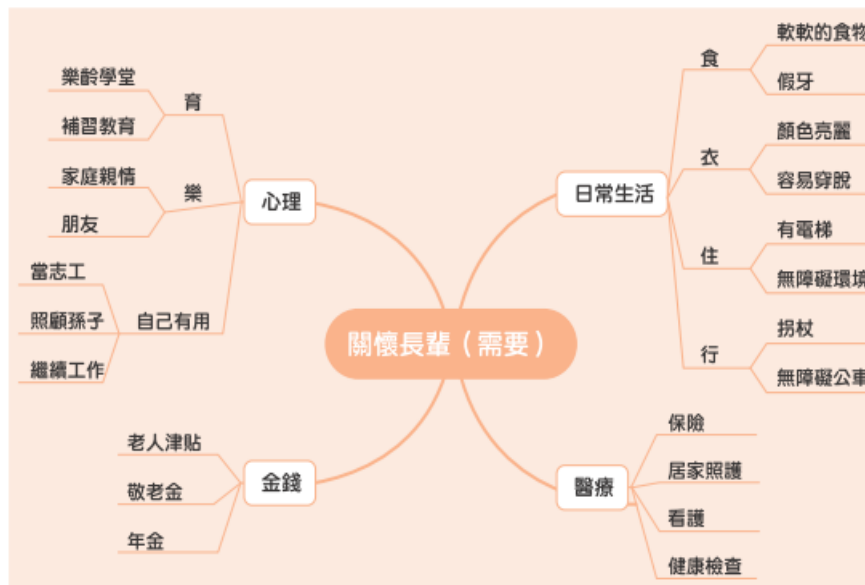 關懷長輩（需要）
心理
育
樂齡學堂
補習教育
樂
家庭親情
朋友
自己有用
當志工
照顧孫子
繼續工作
金錢
老人津貼
敬老金
年金
日常生活
食
軟軟的食物
假牙
衣
顏色亮麗
容易穿脫
住
有電梯
無障礙環境
行
拐杖
無障礙公車
醫療
保險
居家照護
看護
健康檢查